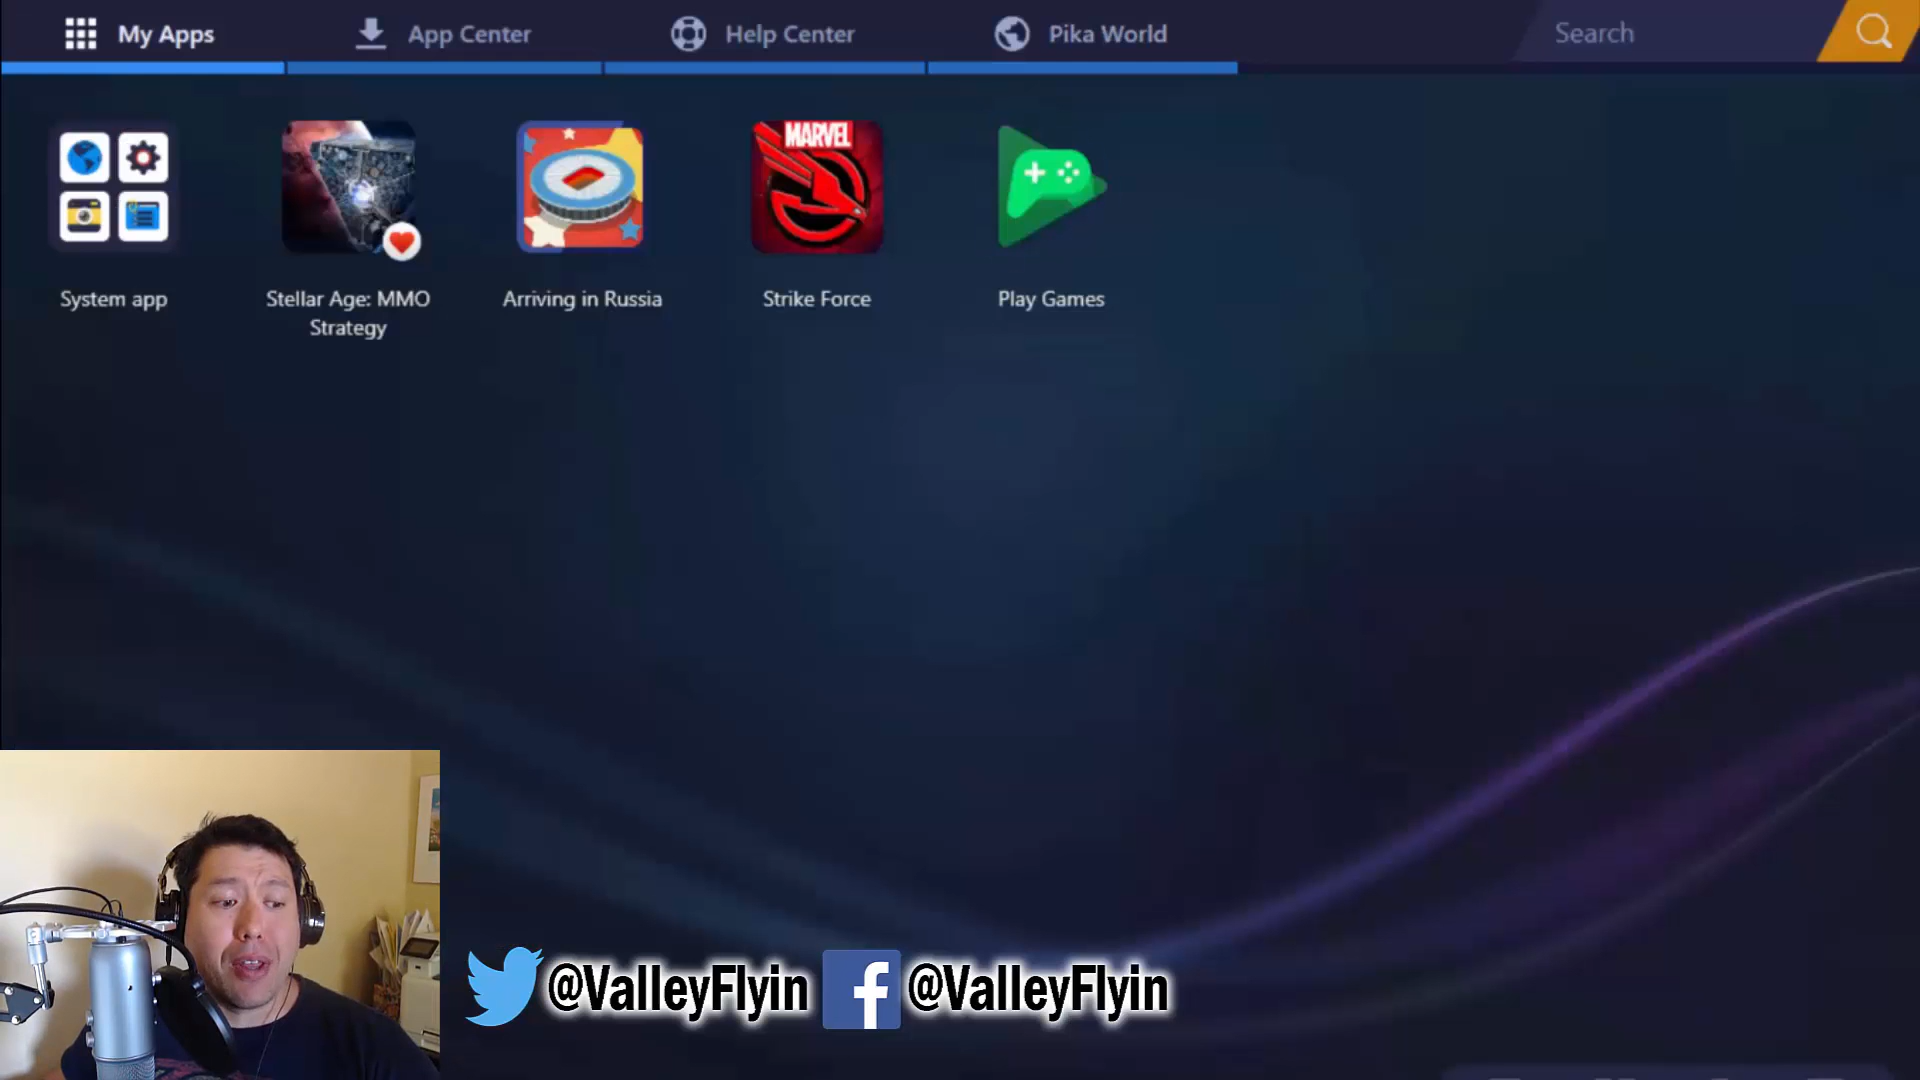 My Apps
App Center
Help Center
Pika World
Search
MARVEL
System app
Stellar Age: MMO
Strategy
Arriving in Russia
Strike Force
Play Games
@ValleyFlyin
@ValleyFlyin